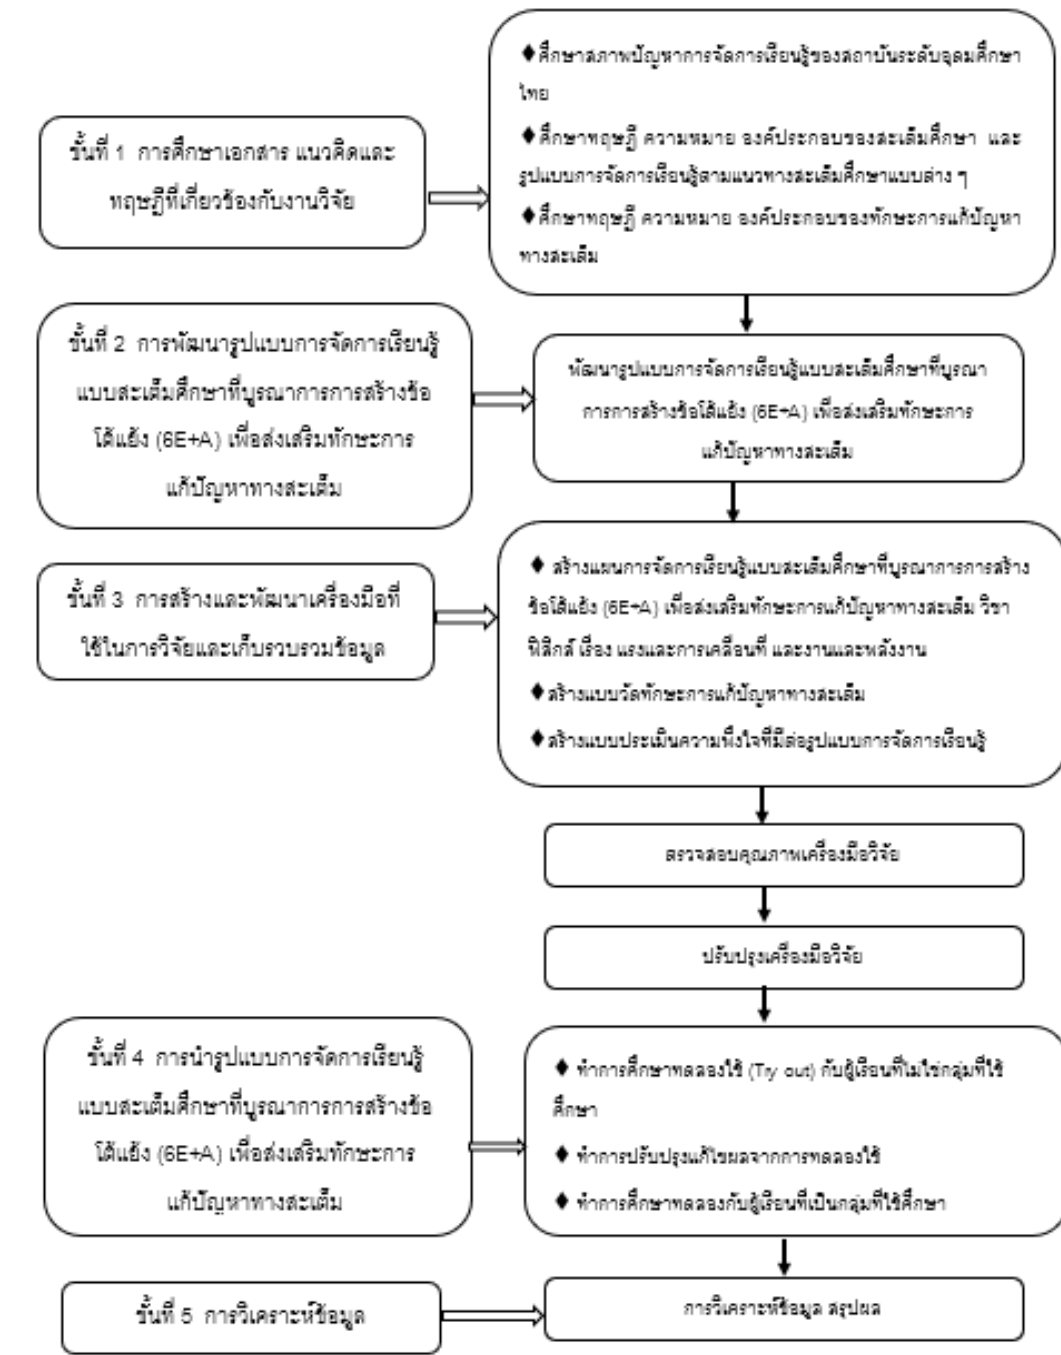 ขั้นที่ 1 การศึกษาเอกสาร แนวคิดและ
ทฤษฎีที่เกี่ยวข้องกับงานวิจัย
♦ศึกษาสภาพปัญหาการจัดการเรียนรู้ของสถาบันระดับอุดมศึกษา
ไทย
♦ศึกษาทฤษฎี ความหมาย องค์ประกอบของสะเต็มศึกษา และ
รูปแบบการจัดการเรียนรู้ตามแนวทางสะเต็มศึกษาแบบต่าง ๆ
♦ศึกษาทฤษฎี ความหมาย องค์ประกอบของทักษะการแก้ปัญหา
ทางสะเต็ม
ขั้นที่ 2 การพัฒนารูปแบบการจัดการเรียนรู้
แบบสะเต็มศึกษาที่บูรณาการการสร้างข้อ
โต้แย้ง (6E+A) เพื่อส่งเสริมทักษะการ
แก้ปัญหาทางสะเต็ม
พัฒนารูปแบบการจัดการเรียนรู้แบบสะเต็มศึกษาที่บูรณา
การการสร้างข้อโต้แย้ง (6E+A) เพื่อส่งเสริมทักษะการ
แก้ปัญหาทางสะเต็ม
ขั้นที่ 3 การสร้างและพัฒนาเครื่องมือที่
ใช้ในการวิจัยและเก็บรวบรวมข้อมูล
♦ สร้างแผนการจัดการเรียนรู้แบบสะเต็มศึกษาที่บูรณาการการสร้าง
ข้อโต้แย้ง (6E+A) เพื่อส่งเสริมทักษะการแก้ปัญหาทางสะเต็ม วิชา
ฟิสิกส์ เรื่อง แรงและการเคลื่อนที่ และงานและพลังงาน
♦สร้างแบบวัดทักษะการแก้ปัญหาทางสะเต็ม
♦สร้างแบบประเมินความพึงใจที่มีต่อรูปแบบการจัดการเรียนรู้
ตรวจสอบคุณภาพเครื่องมือวิจัย
ปรับปรุงเครื่องมือวิจัย
ขั้นที่ 4 การนำรูปแบบการจัดการเรียนรู้
แบบสะเต็มศึกษาที่บูรณาการการสร้างข้อ
โต้แย้ง (6E+A) เพื่อส่งเสริมทักษะการ
แก้ปัญหาทางสะเต็ม
♦ ทำการศึกษาทดลองใช้ (Try out) กับผู้เรียนที่ไม่ใช่กลุ่มที่ใช้
ศึกษา
♦ ทำการปรับปรุงแก้ไขผลจากการทดลองใช้
♦ ทำการศึกษาทดลองกับผู้เรียนที่เป็นกลุ่มที่ใช้ศึกษา
ขั้นที่ 5 การวิเคราะห์ข้อมูล
การวิเคราะห์ข้อมูล สรุปผล